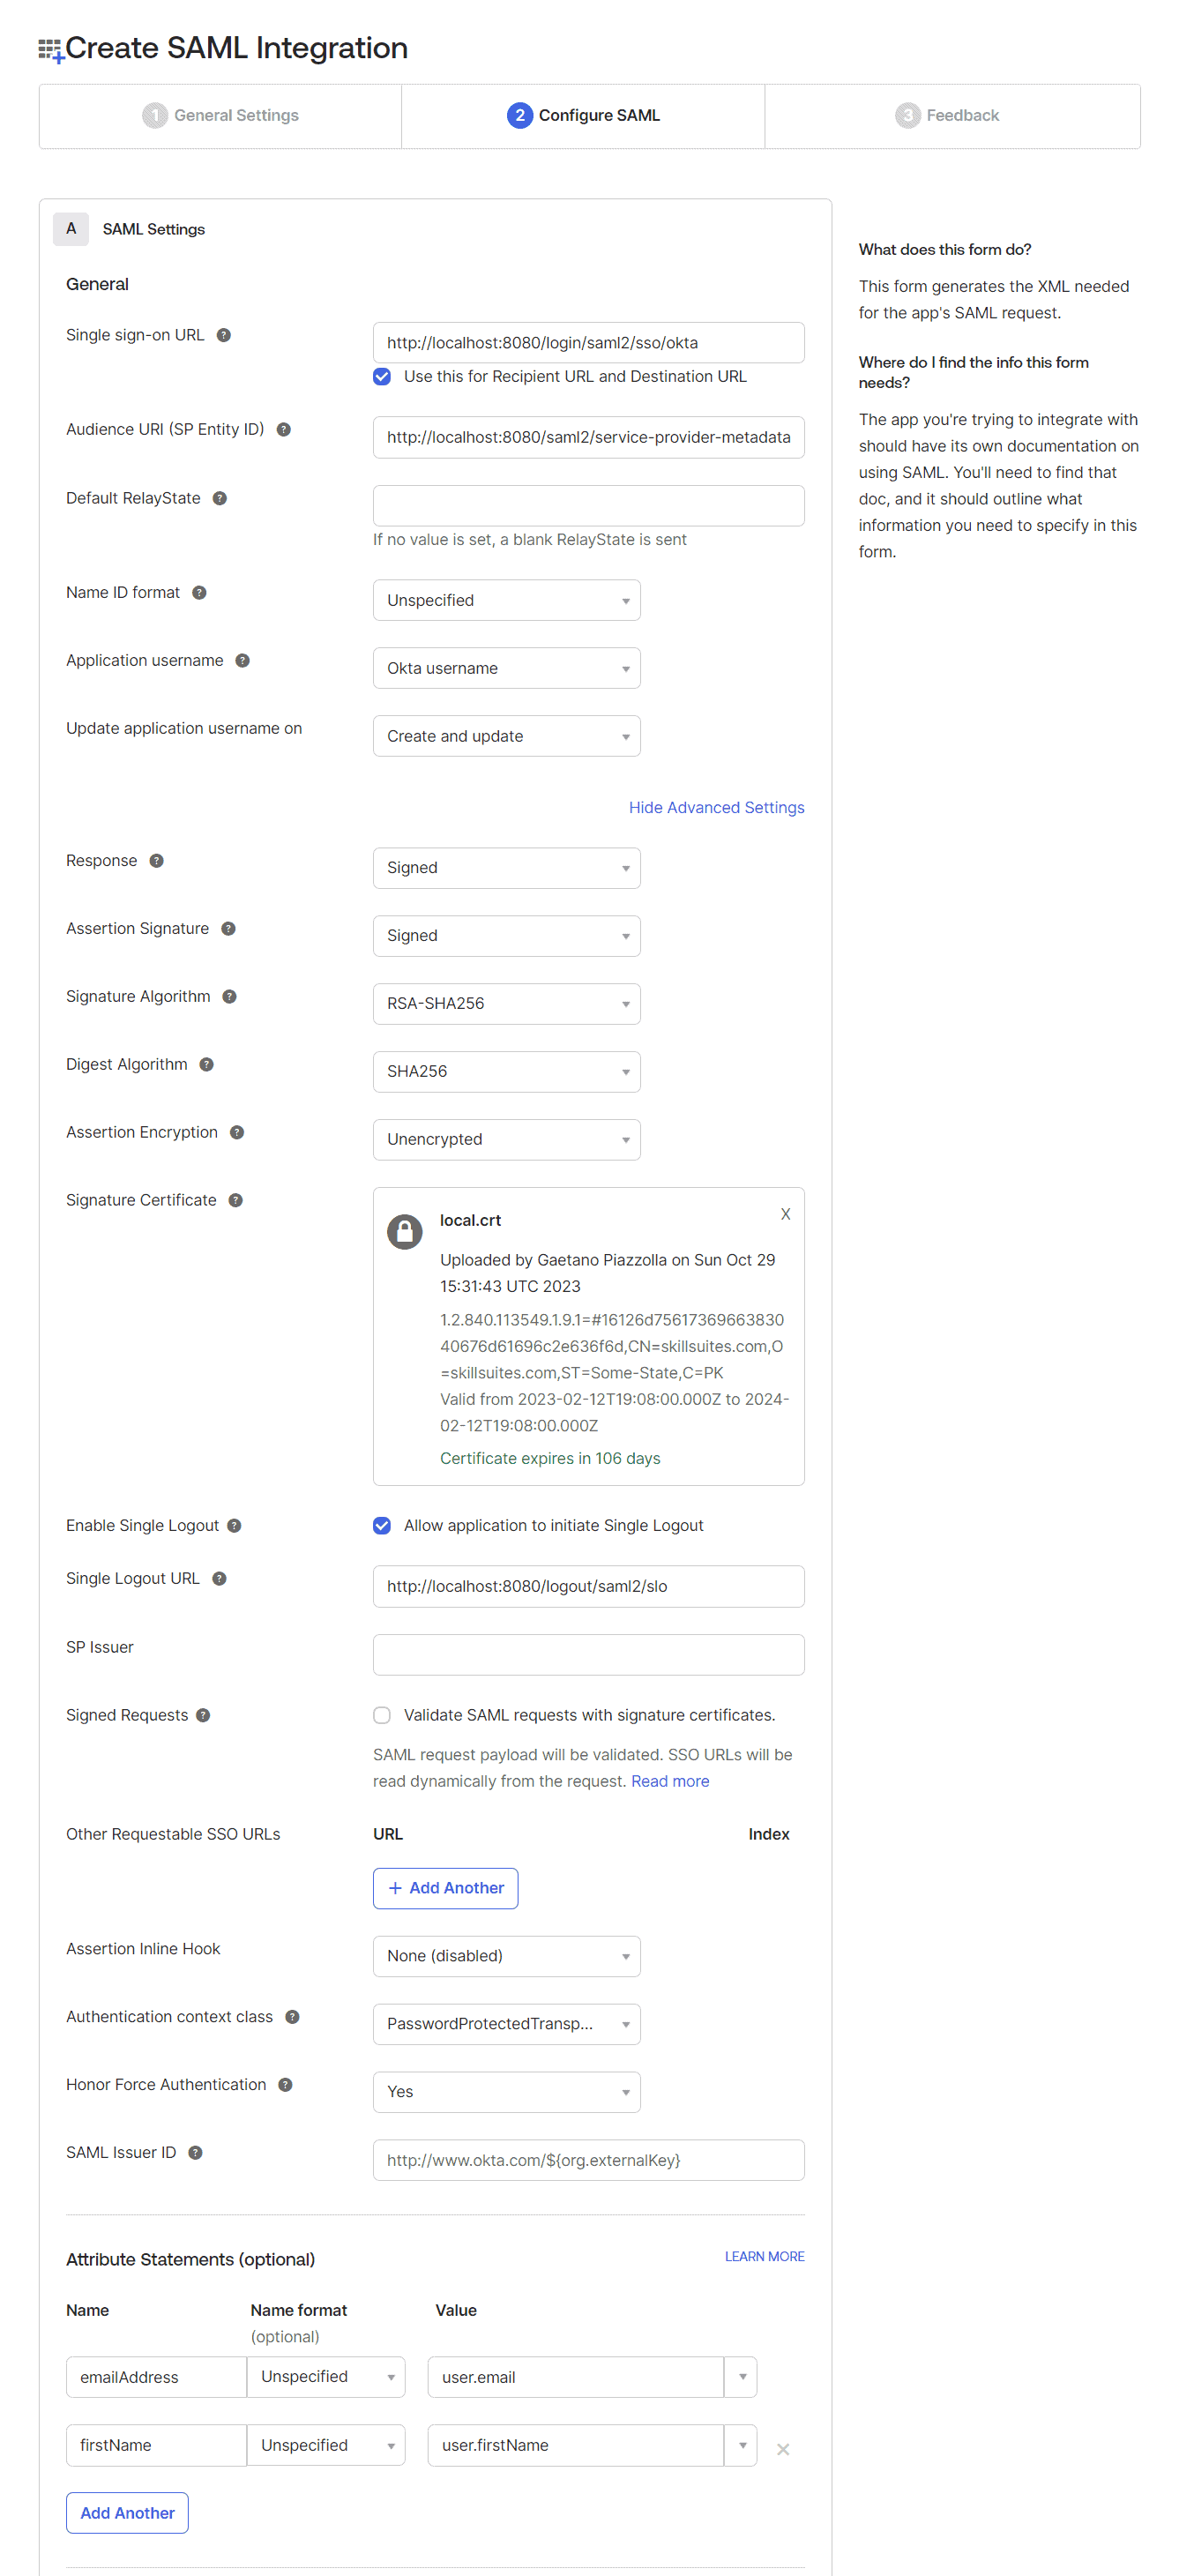 Create SAML Integration
1 General Settings
2 Configure SAML
3 Feedback
A SAML Settings
General
Single sign-on URL ?
http://localhost:8080/login/saml2/sso/okta
Use this for Recipient URL and Destination URL
Audience URI (SP Entity ID) ?
http://localhost:8080/saml2/service-provider-metadata
Default RelayState ?
If no value is set, a blank RelayState is sent
Name ID format ?
Unspecified
Application username ?
Okta username
Update application username on
Create and update
Hide Advanced Settings
Response ?
Signed
Assertion Signature ?
Signed
Signature Algorithm ?
RSA-SHA256
Digest Algorithm ?
SHA256
Assertion Encryption ?
Unencrypted
Signature Certificate ?
local.crt
X
Uploaded by Gaetano Piazzolla on Sun Oct 29
15:31:43 UTC 2023
1.2.840.113549.1.9.1=#16126d75617369663830
40676d61696c2e636f6d,CN=skillsuites.com,O
=skillsuites.com,ST=Some-State,C=PK
Valid from 2023-02-12T19:08:00.000Z to 2024-
02-12T19:08:00.000Z
Certificate expires in 106 days
Enable Single Logout ?
Allow application to initiate Single Logout
Single Logout URL ?
http://localhost:8080/logout/saml2/slo
SP Issuer
Signed Requests ?
Validate SAML requests with signature certificates.
SAML request payload will be validated. SSO URLs will be
read dynamically from the request. Read more
Other Requestable SSO URLs
URL
Index
+ Add Another
Assertion Inline Hook
None (disabled)
Authentication context class ?
PasswordProtectedTransp...
Honor Force Authentication ?
Yes
SAML Issuer ID ?
http://www.okta.com/${org.externalKey}
Attribute Statements (optional)
LEARN MORE
Name
Name format
(optional)
Value
emailAddress
Unspecified
user.email
firstName
Unspecified
user.firstName
Add Another
What does this form do?
This form generates the XML needed
for the app's SAML request.
Where do I find the info this form
needs?
The app you're trying to integrate with
should have its own documentation on
using SAML. You'll need to find that
doc, and it should outline what
information you need to specify in this
form.